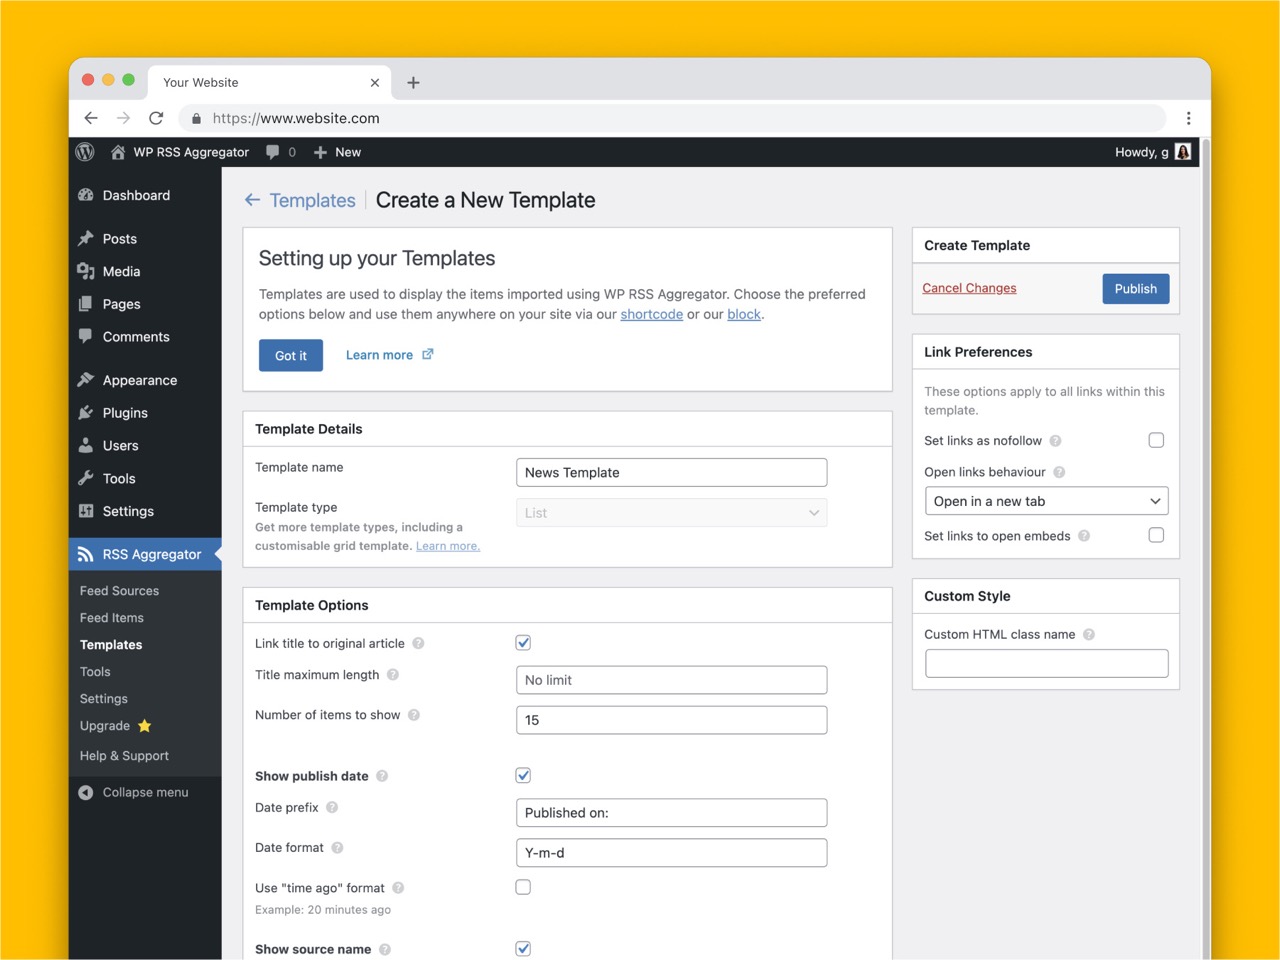 Your Website
https://www.website.com
WP RSS Aggregator 0 New Howdy, g
Dashboard
Posts
Media
Pages
Comments
Appearance
Plugins
Users
Tools
Settings
RSS Aggregator
Feed Sources
Feed Items
Templates
Tools
Settings
Upgrade
Help & Support
Collapse menu
Templates Create a New Template
Setting up your Templates
Templates are used to display the items imported using WP RSS Aggregator. Choose the preferred
options below and use them anywhere on your site via our shortcode or our block.
Got it Learn more
Template Details
Template name News Template
Template type List
Get more template types, including a
customisable grid template. Learn more.
Template Options
Link title to original article ?
Title maximum length ? No limit
Number of items to show ? 15
Show publish date ?
Date prefix ? Published on:
Date format ? Y-m-d
Use "time ago" format ?
Example: 20 minutes ago
Show source name ?
Create Template
Cancel Changes Publish
Link Preferences
These options apply to all links within this
template.
Set links as nofollow ?
Open links behaviour ?
Open in a new tab
Set links to open embeds ?
Custom Style
Custom HTML class name ?